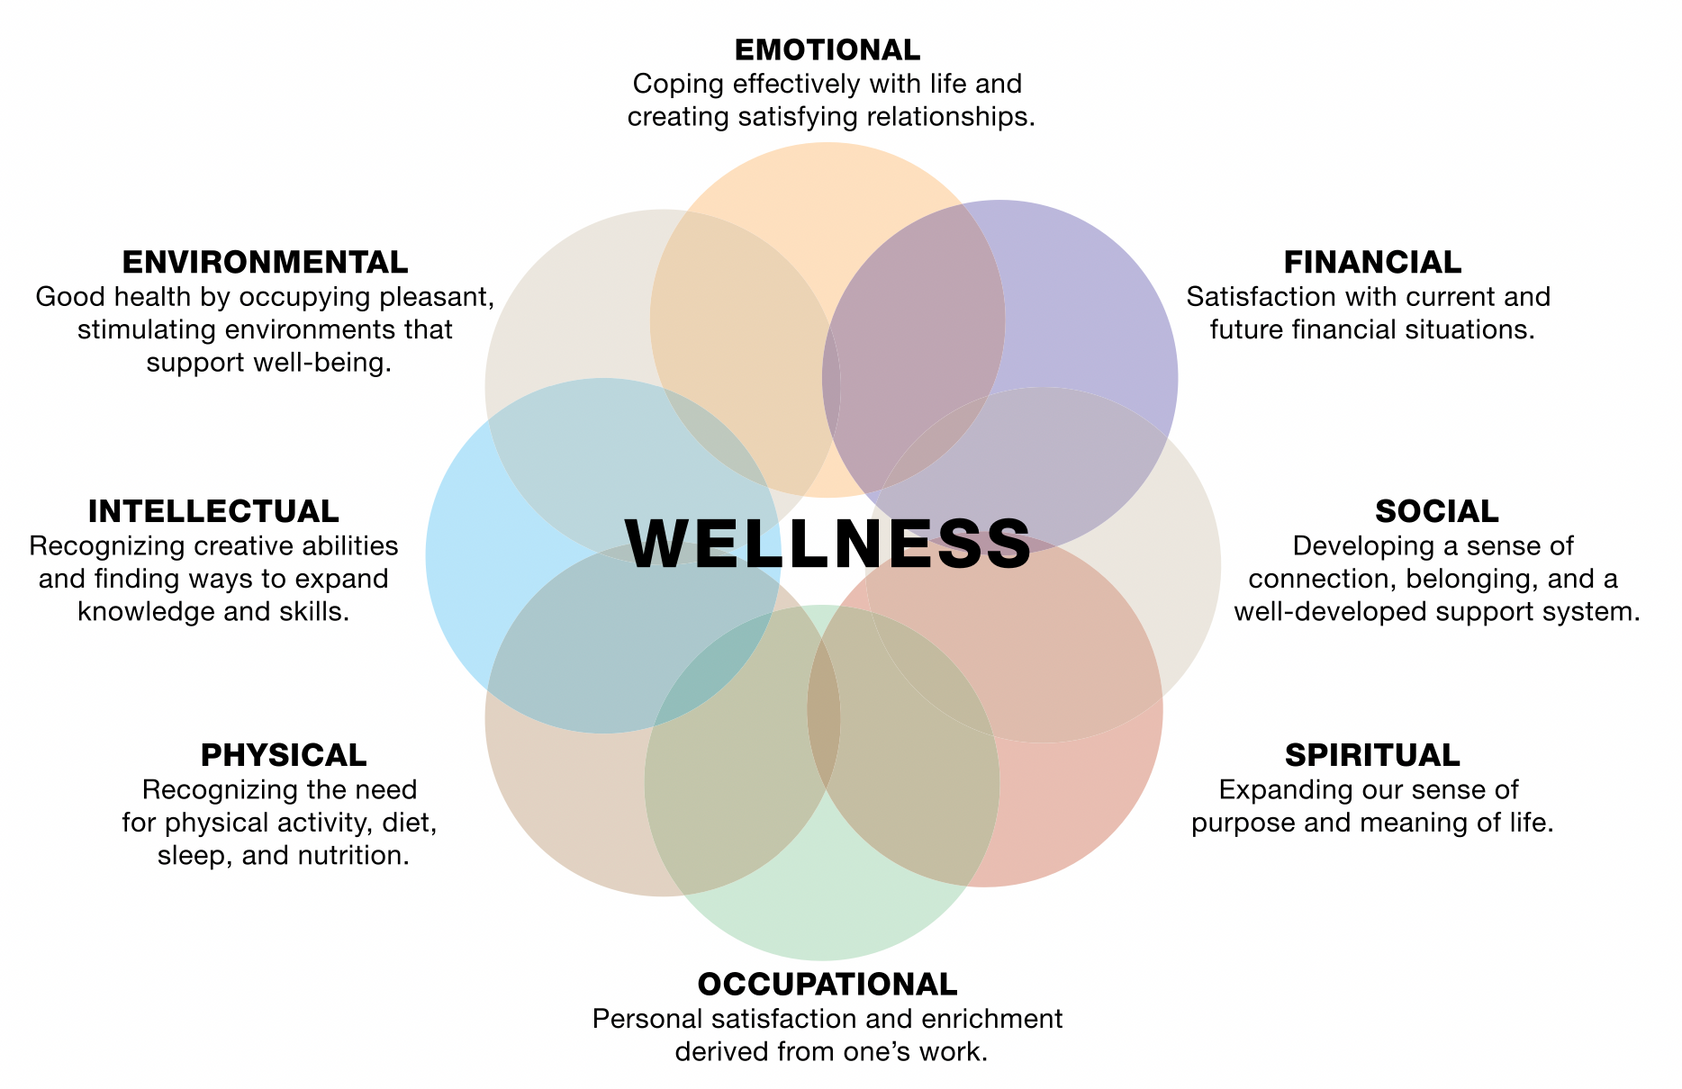 EMOTIONAL
Coping effectively with life and
creating satisfying relationships.
FINANCIAL
Satisfaction with current and
future financial situations.
SOCIAL
Developing a sense of
connection, belonging, and a
well-developed support system.
SPIRITUAL
Expanding our sense of
purpose and meaning of life.
OCCUPATIONAL
Personal satisfaction and enrichment
derived from one’s work.
PHYSICAL
Recognizing the need
for physical activity, diet,
sleep, and nutrition.
INTELLECTUAL
Recognizing creative abilities
and finding ways to expand
knowledge and skills.
ENVIRONMENTAL
Good health by occupying pleasant,
stimulating environments that
support well-being.
WELLNESS